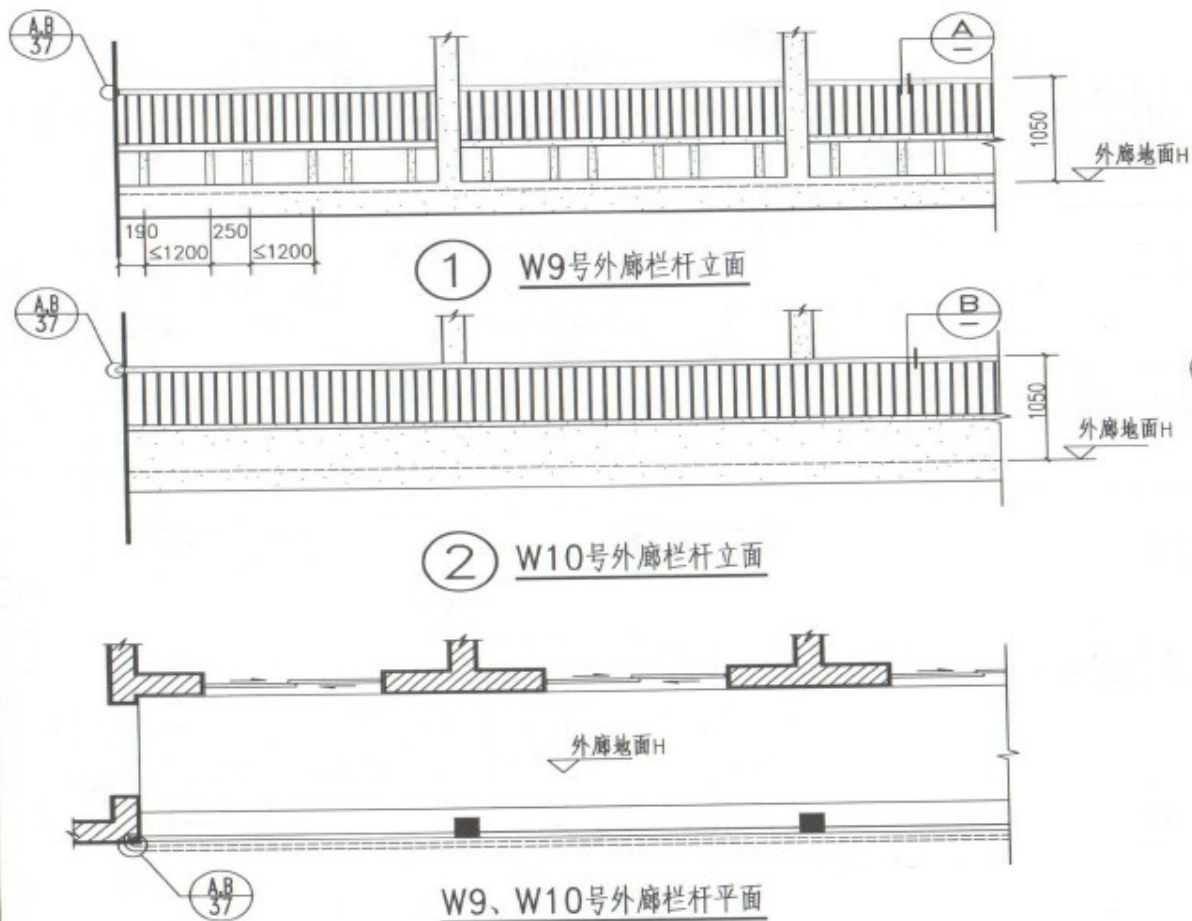 A,B
37
A
—
1050
外廊地面H
190
≤1200
250
≤1200
1 W9号外廊栏杆立面
A,B
37
B
—
1050
外廊地面H
2 W10号外廊栏杆立面
外廊地面H
A,B
37
W9、W10号外廊栏杆平面